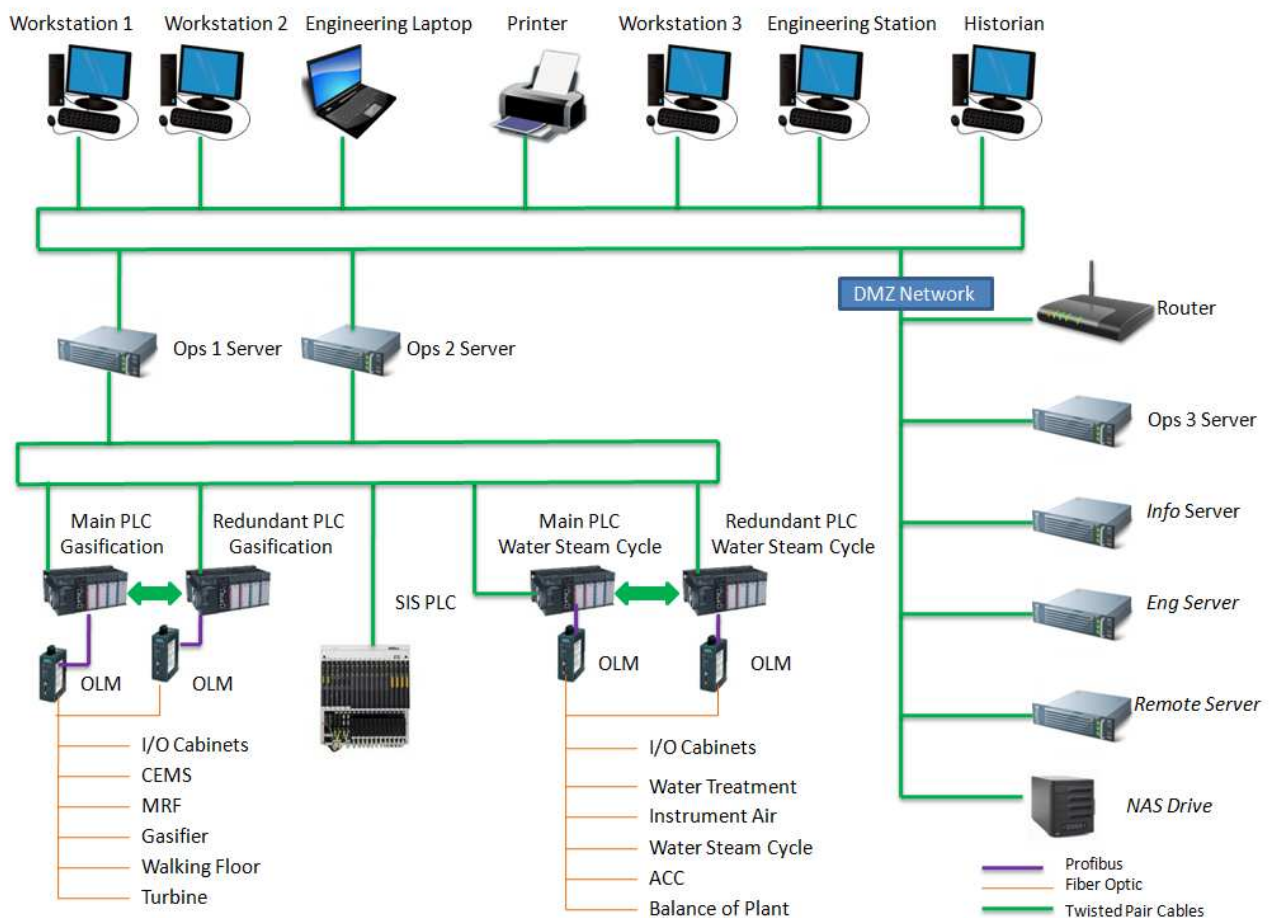 Workstation 1
Workstation 2
Engineering Laptop
Printer
Workstation 3
Engineering Station
Historian
DMZ Network
Router
Ops 1 Server
Ops 2 Server
Ops 3 Server
Info Server
Main PLC
Gasification
Redundant PLC
Gasification
SIS PLC
Main PLC
Water Steam Cycle
Redundant PLC
Water Steam Cycle
Eng Server
OLM
OLM
OLM
OLM
Remote Server
I/O Cabinets
CEMS
MRF
Gasifier
Walking Floor
Turbine
I/O Cabinets
Water Treatment
Instrument Air
Water Steam Cycle
ACC
Balance of Plant
NAS Drive
Profibus
Fiber Optic
Twisted Pair Cables